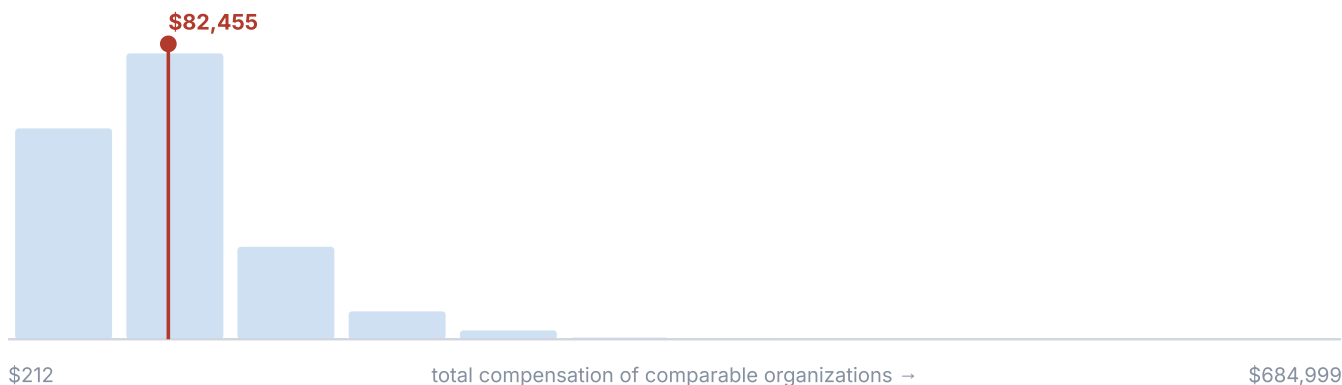 $82,455
$212 total compensation of comparable organizations → $684,999